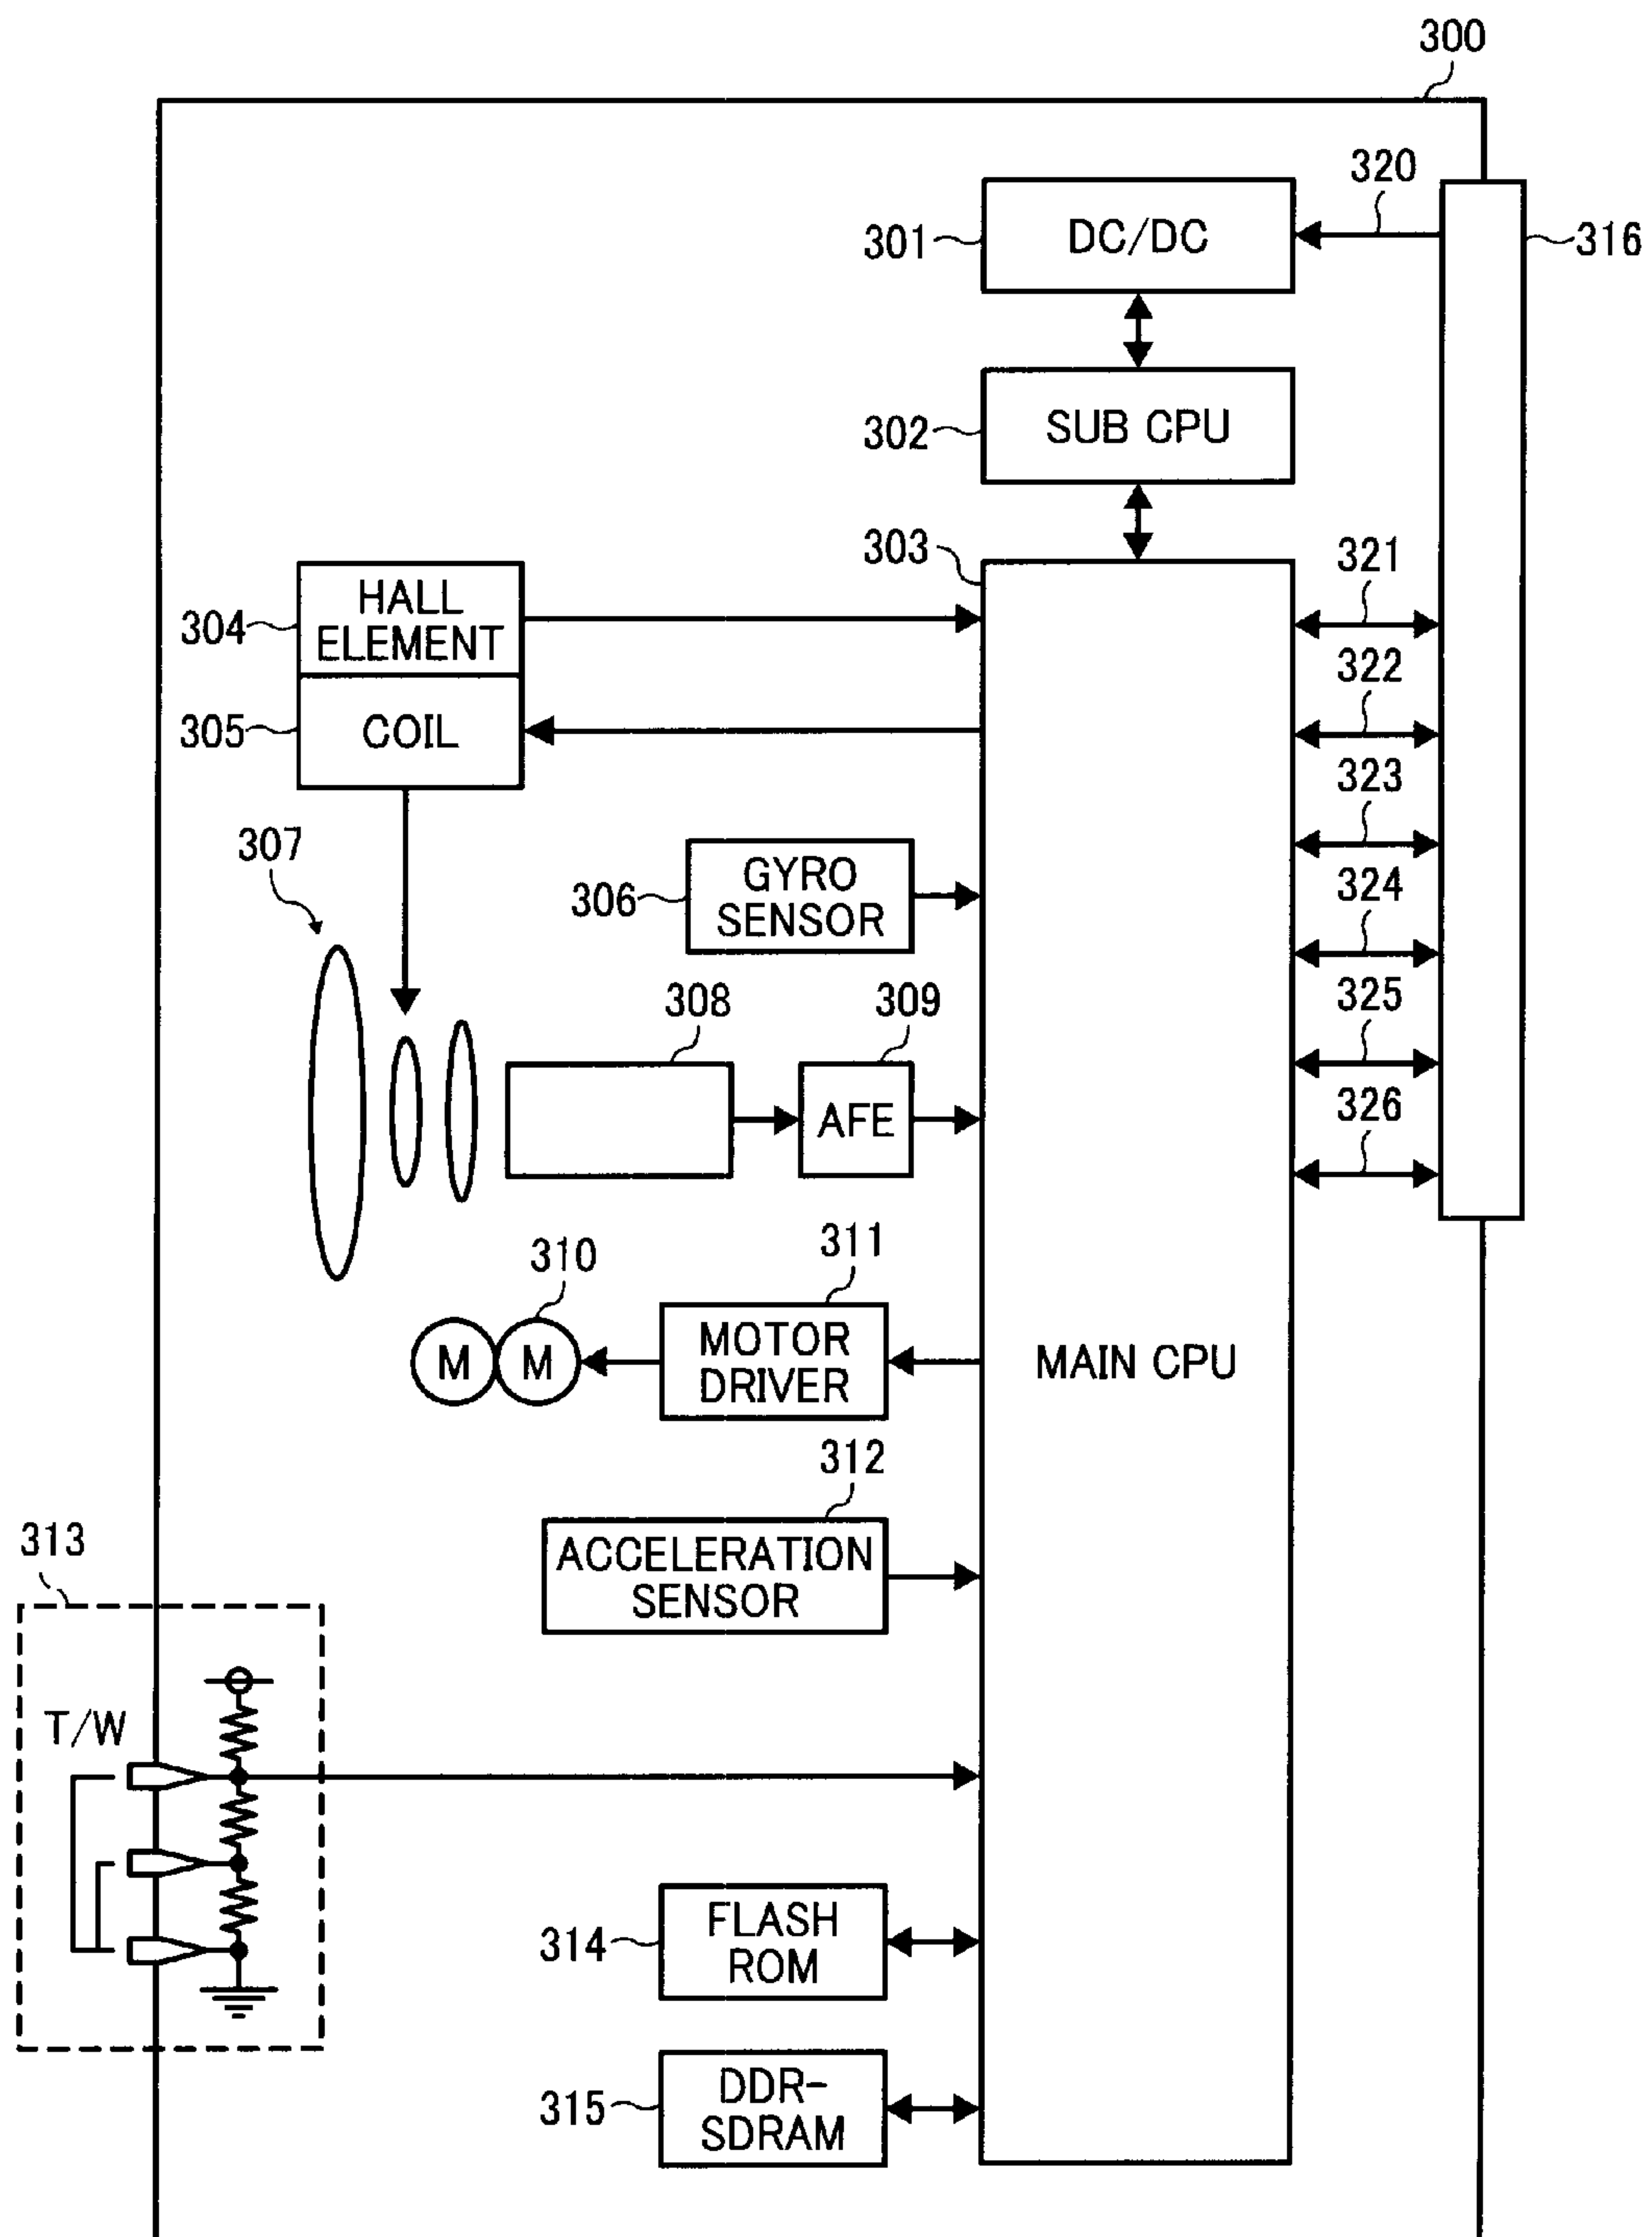 300
320
301
DC/DC
316
302
SUB CPU
303
321
HALL
ELEMENT
304
322
305
COIL
323
307
GYRO
SENSOR
306
324
308
309
325
AFE
326
310
311
M
M
MOTOR
DRIVER
MAIN CPU
312
313
ACCELERATION
SENSOR
T/W
FLASH
ROM
314
DDR-
SDRAM
315